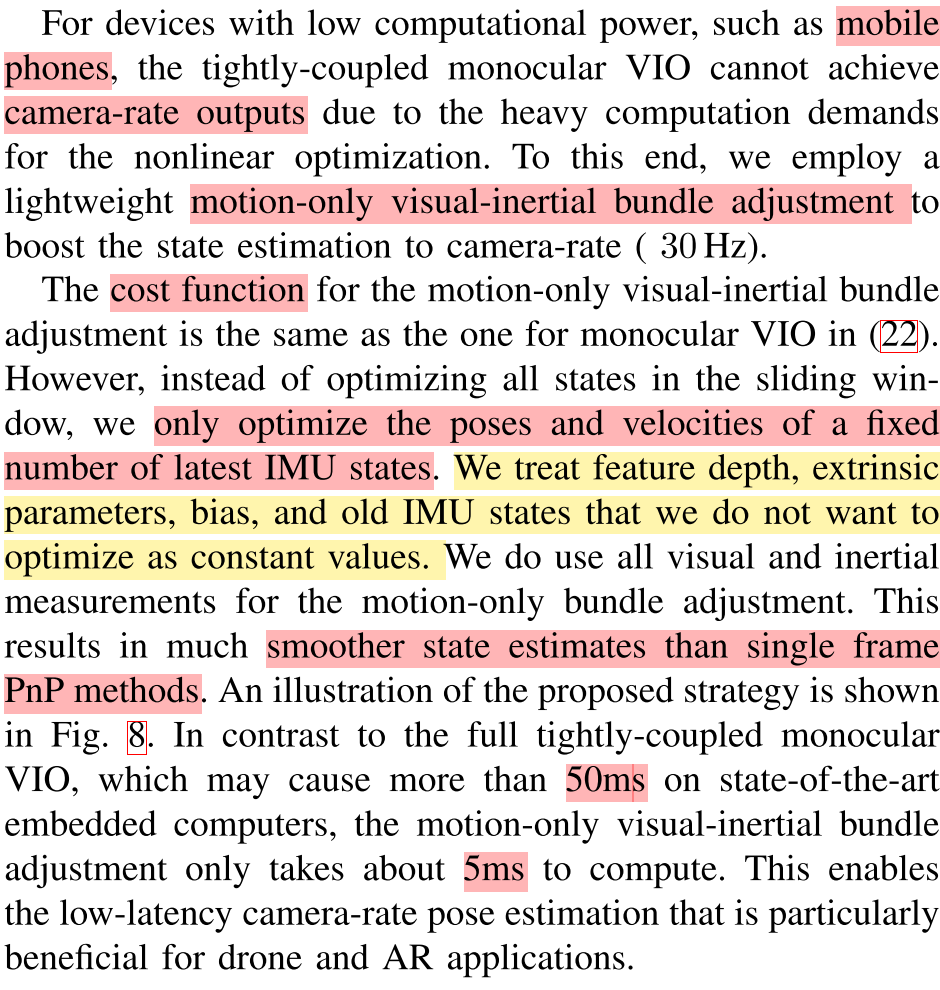 For devices with low computational power, such as mobile
phones, the tightly-coupled monocular VIO cannot achieve
camera-rate outputs due to the heavy computation demands
for the nonlinear optimization. To this end, we employ a
lightweight motion-only visual-inertial bundle adjustment to
boost the state estimation to camera-rate ( 30 Hz).
The cost function for the motion-only visual-inertial bundle
adjustment is the same as the one for monocular VIO in (22).
However, instead of optimizing all states in the sliding win-
dow, we only optimize the poses and velocities of a fixed
number of latest IMU states. We treat feature depth, extrinsic
parameters, bias, and old IMU states that we do not want to
optimize as constant values. We do use all visual and inertial
measurements for the motion-only bundle adjustment. This
results in much smoother state estimates than single frame
PnP methods. An illustration of the proposed strategy is shown
in Fig. 8. In contrast to the full tightly-coupled monocular
VIO, which may cause more than 50ms on state-of-the-art
embedded computers, the motion-only visual-inertial bundle
adjustment only takes about 5ms to compute. This enables
the low-latency camera-rate pose estimation that is particularly
beneficial for drone and AR applications.